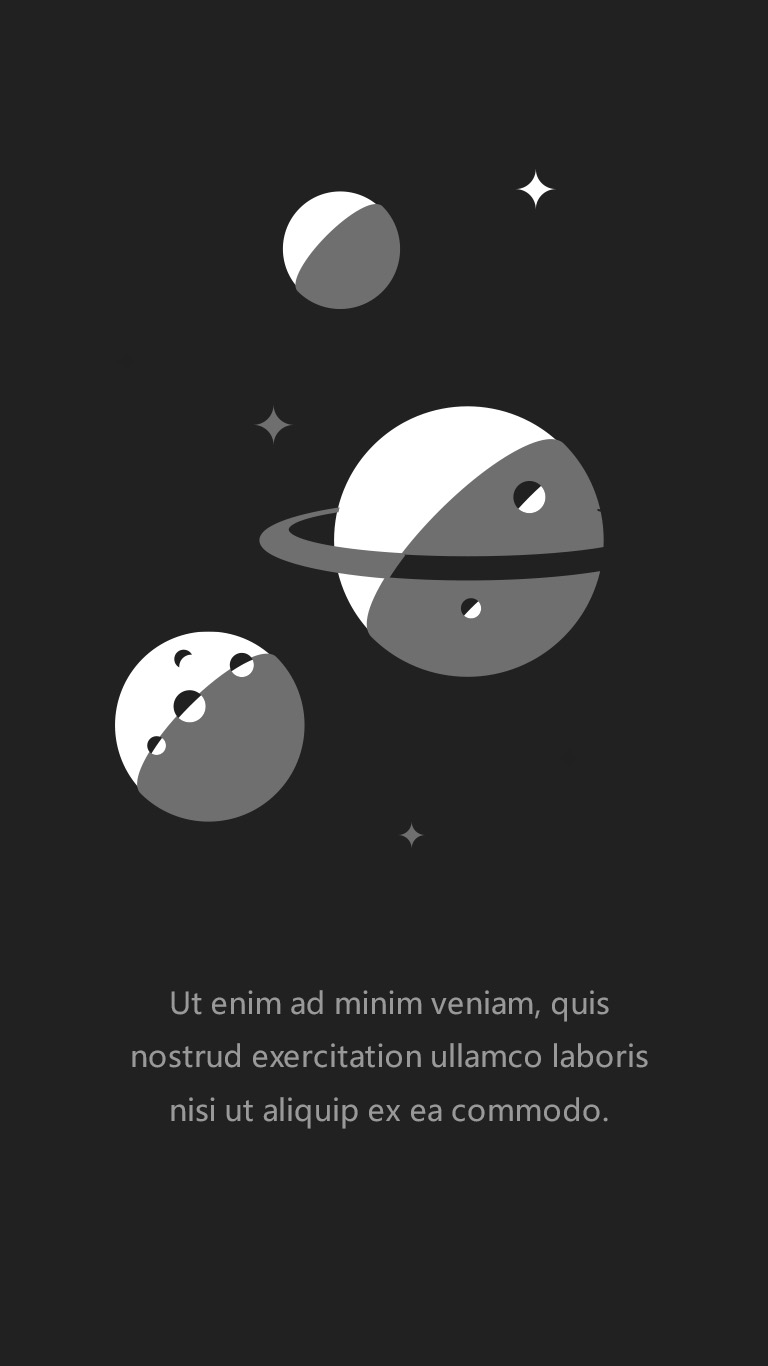 Ut enim ad minim veniam, quis
nostrud exercitation ullamco laboris
nisi ut aliquip ex ea commodo.